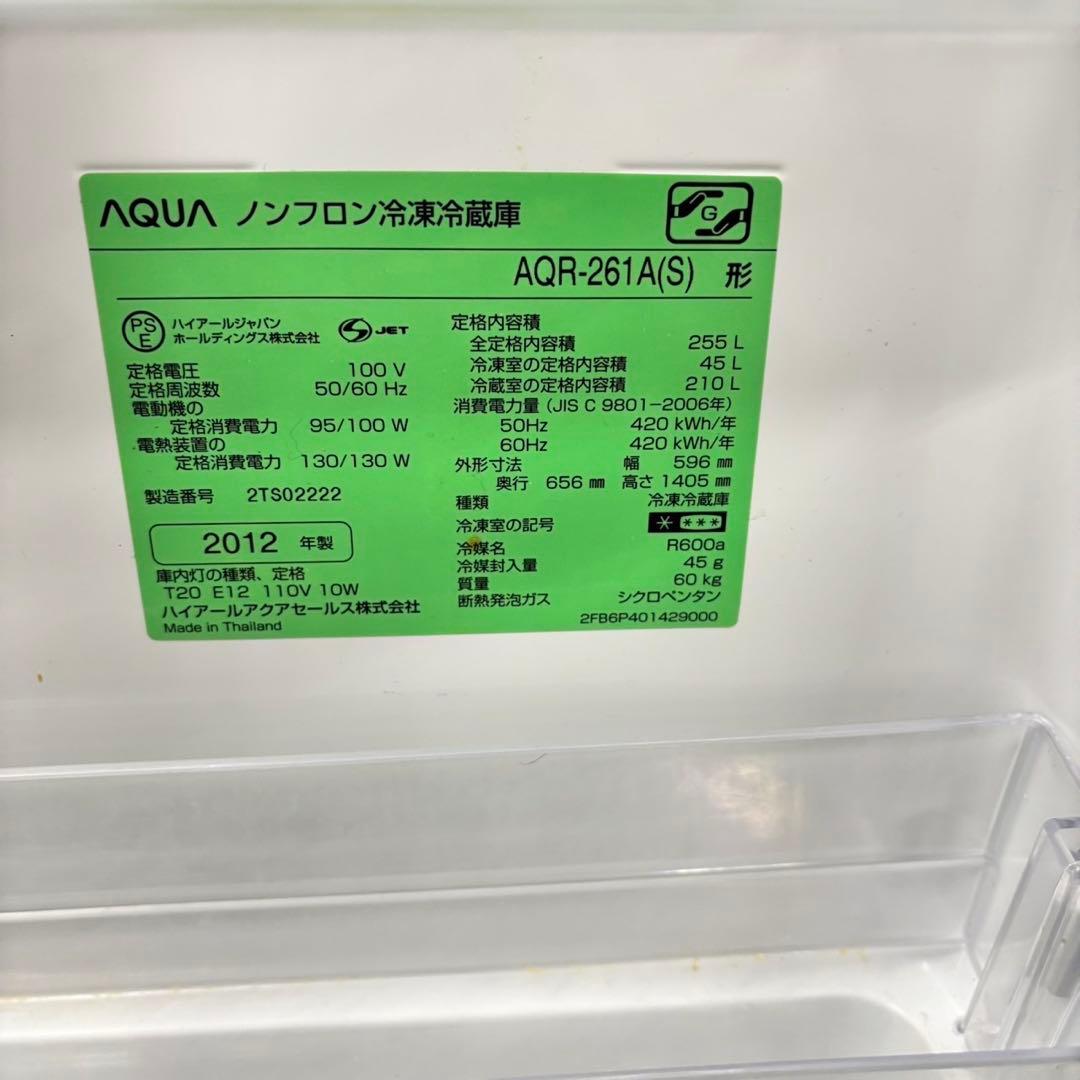 AQUA ノンフロン冷凍冷蔵庫
G
AQR-261A(S) 形
PS
E
ハイアールジャパン
ホールディングス株式会社
JET
定格電圧 100 V
定格周波数 50/60 Hz
電動機の
定格消費電力 95/100 W
電熱装置の
定格消費電力 130/130 W
製造番号 2TS02222
2012 年製
庫内灯の種類、定格
T20 E12 110V 10W
ハイアールアクアセールス株式会社
Made in Thailand
定格内容積
全定格内容積 255 L
冷凍室の定格内容積 45 L
冷蔵室の定格内容積 210 L
消費電力量 (JIS C 9801-2006年)
50Hz 420 kWh/年
60Hz 420 kWh/年
外形寸法 幅 596 ㎜
奥行 656 ㎜ 高さ 1405 ㎜
種類 冷凍冷蔵庫
冷凍室の記号 * ***
冷媒名 R600a
冷媒封入量 45 g
質量 60 kg
断熱発泡ガス シクロペンタン
2FB6P401429000